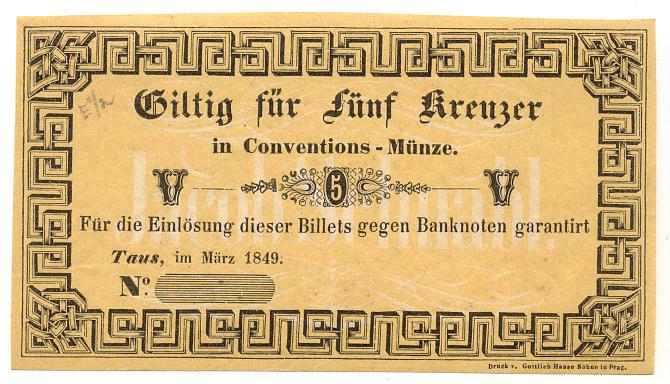 Giltig für Fünf Kreuzer
in Conventions-Münze.
V 5 V
Für die Einlösung dieser Billets gegen Banknoten garantirt
Taus, im März 1849.
No.
Druck v. Gottlieb Haase Söhne in Prag.